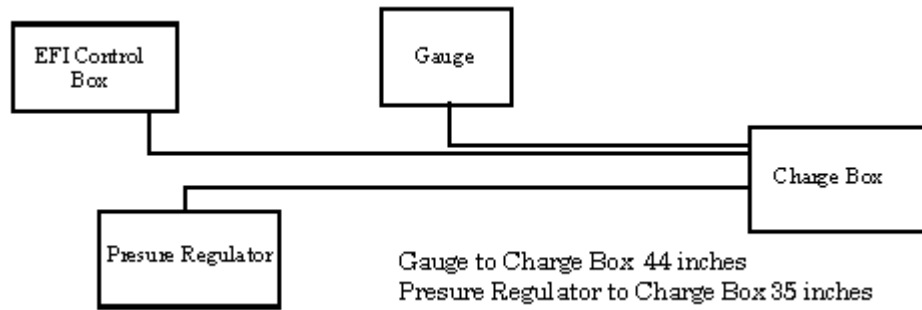 EFI Control
Box
Gauge
Charge Box
Presure Regulator
Gauge to Charge Box 44 inches
Presure Regulator to Charge Box 35 inches